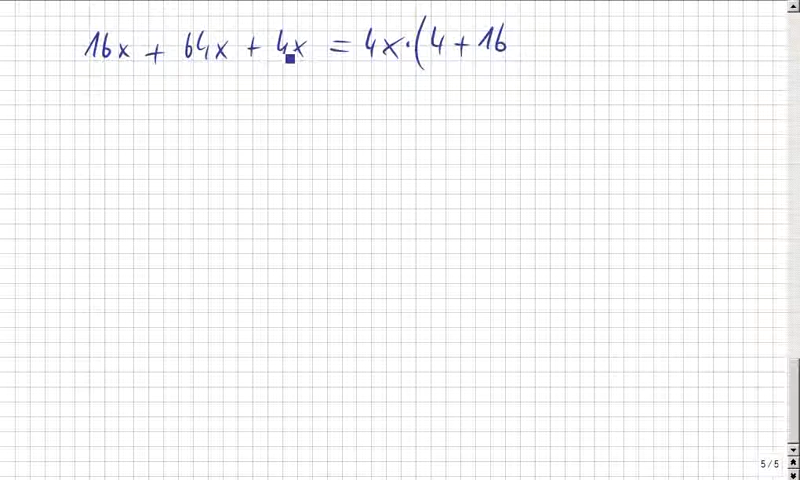 16x + 64x + 4x = 4x·(4 + 16
5/5